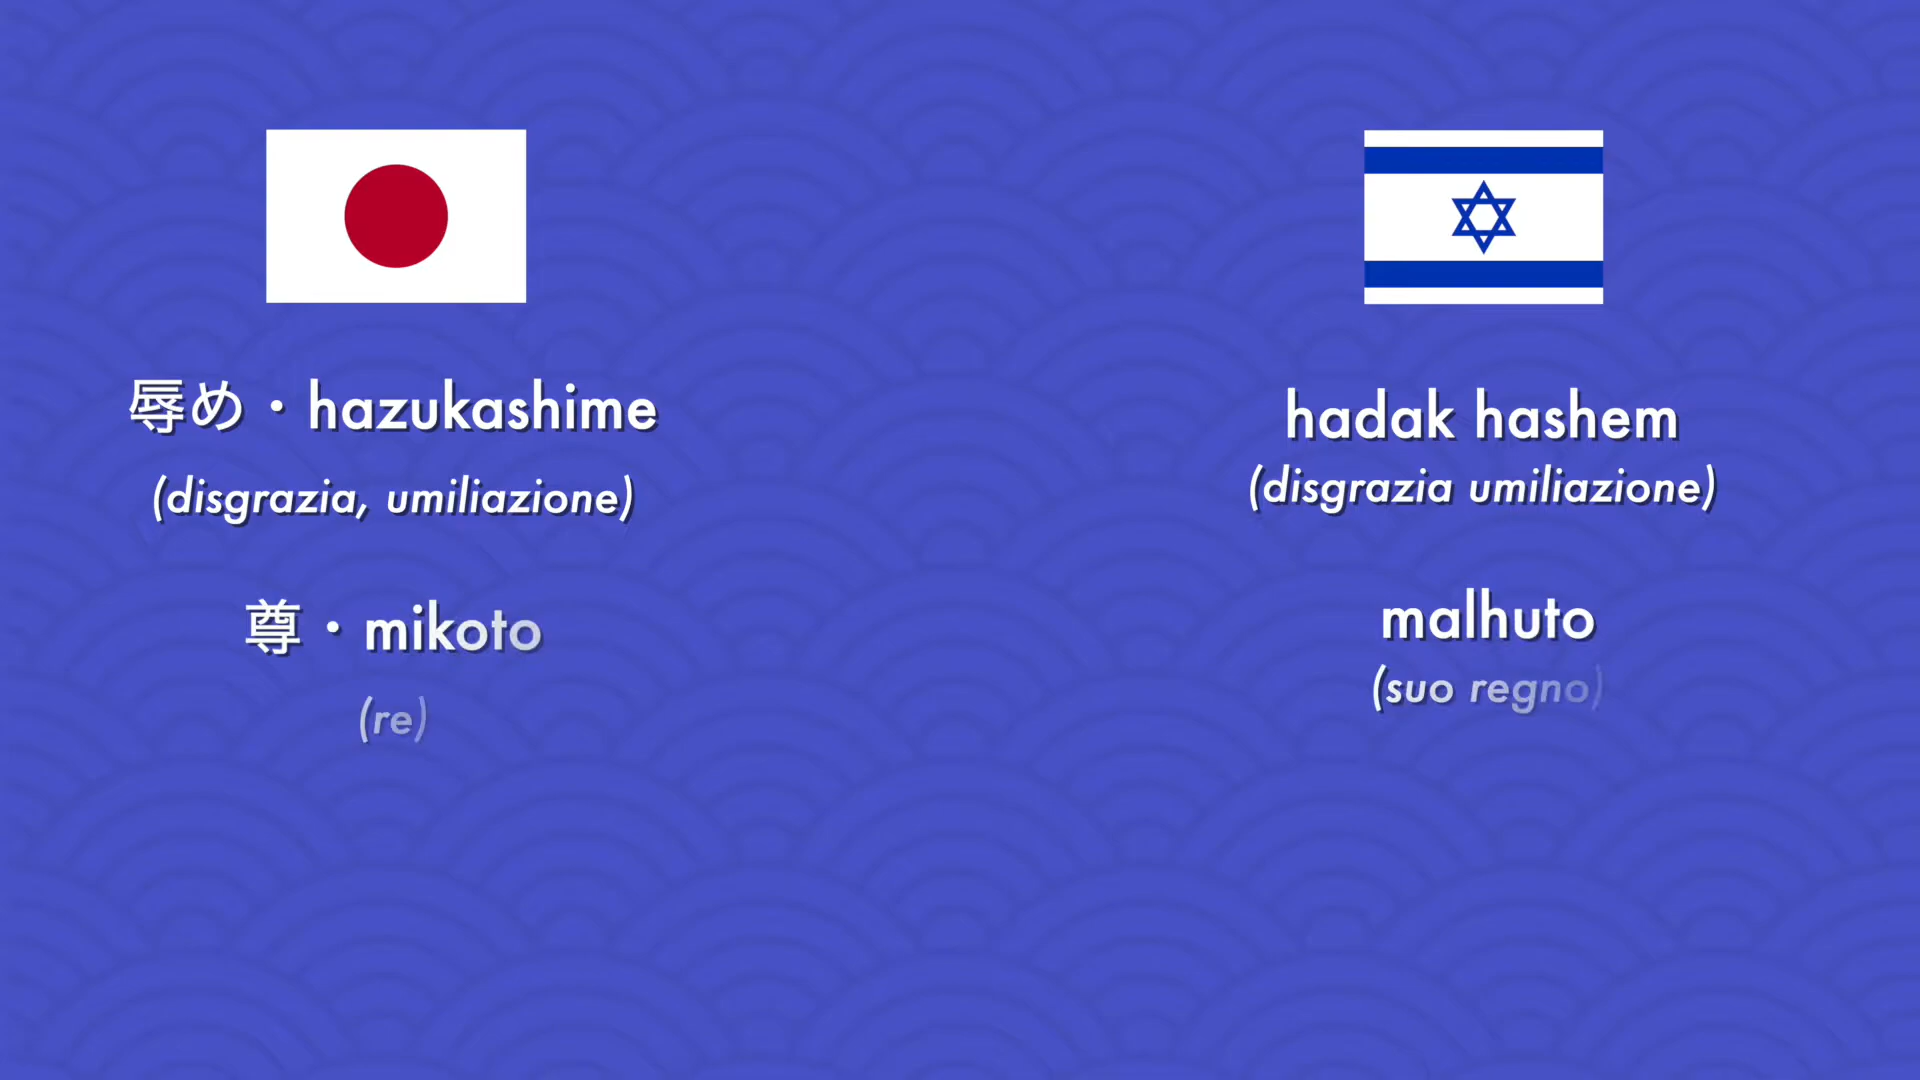 辱め・hazukashime
(disgrazia, umiliazione)
尊・mikoto
(re)
hadak hashem
(disgrazia umiliazione)
malhuto
(suo regno)